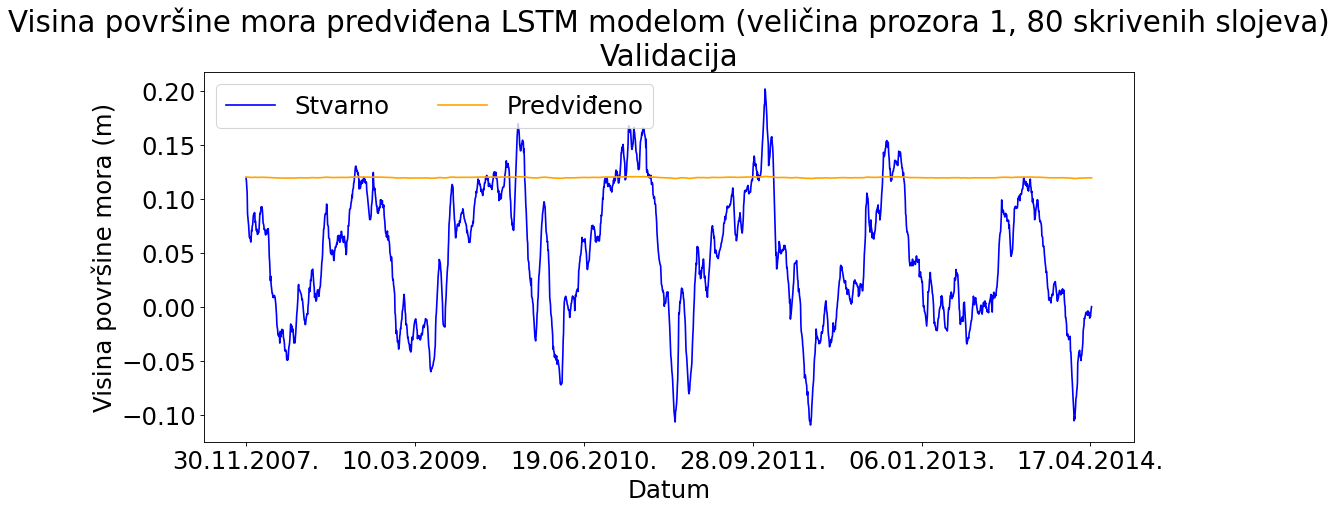 Visina površine mora predviđena LSTM modelom (veličina prozora 1, 80 skrivenih slojeva)
Validacija
Stvarno Predviđeno
Visina površine mora (m)
0.20
0.15
0.10
0.05
0.00
−0.05
−0.10
30.11.2007. 10.03.2009. 19.06.2010. 28.09.2011. 06.01.2013. 17.04.2014.
Datum